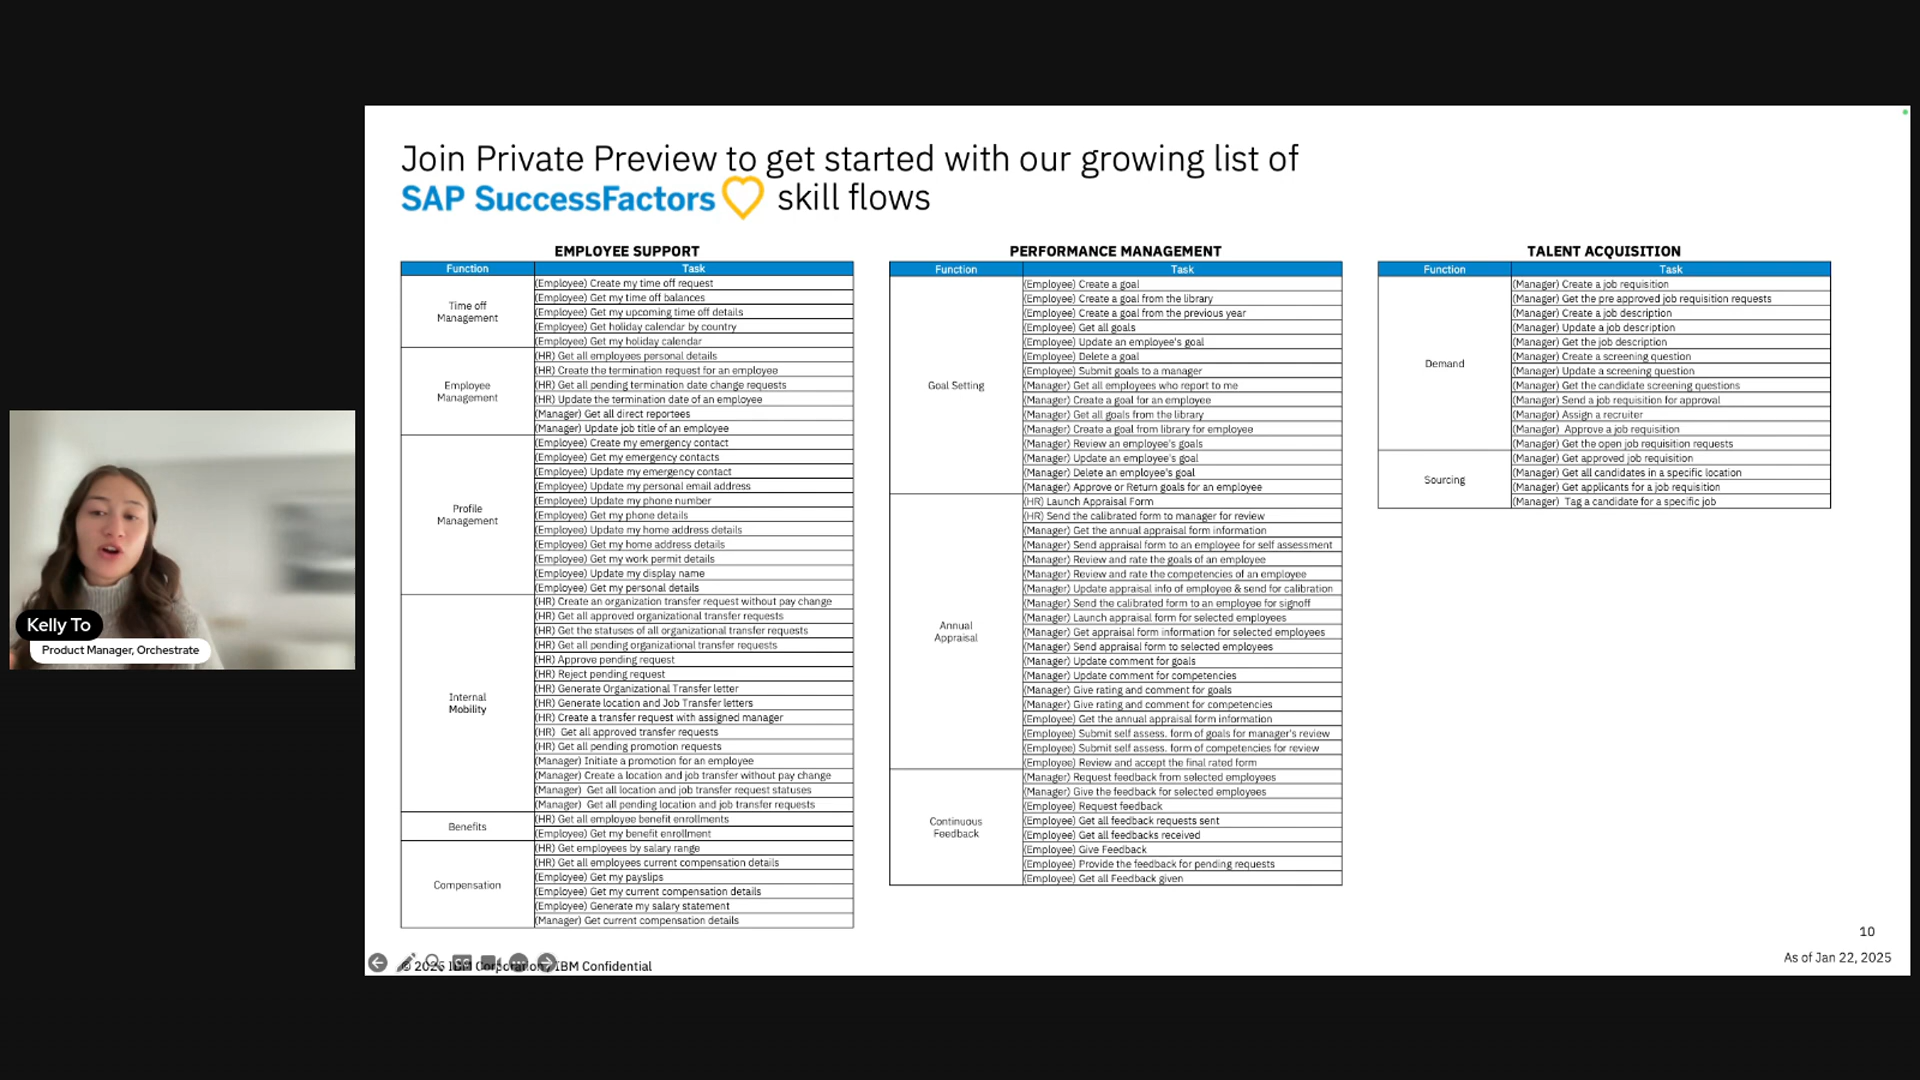 Join Private Preview to get started with our growing list of
SAP SuccessFactors skill flows
EMPLOYEE SUPPORT
Function Task
Time off
Management
(Employee) Create my time off request
(Employee) Get my time off balances
(Employee) Get my upcoming time off details
(Employee) Get holiday calendar by country
(Employee) Get my holiday calendar
Employee
Management
(HR) Get all employees personal details
(HR) Create the termination request for an employee
(HR) Get all pending termination date change requests
(HR) Update the termination date of an employee
(Manager) Get all direct reportees
(Manager) Update job title of an employee
Profile
Management
(Employee) Create my emergency contact
(Employee) Get my emergency contacts
(Employee) Update my emergency contact
(Employee) Update my personal email address
(Employee) Update my phone number
(Employee) Get my phone details
(Employee) Update my home address details
(Employee) Get my home address details
(Employee) Get my work permit details
(Employee) Update my display name
(Employee) Get my personal details
Internal
Mobility
(HR) Create an organization transfer request without pay change
(HR) Get all approved organizational transfer requests
(HR) Get the statuses of all organizational transfer requests
(HR) Get all pending organizational transfer requests
(HR) Approve pending request
(HR) Reject pending request
(HR) Generate Organizational Transfer letter
(HR) Generate location and Job Transfer letters
(HR) Create a transfer request with assigned manager
(HR) Get all approved transfer requests
(HR) Get all pending promotion requests
(Manager) Initiate a promotion for an employee
(Manager) Create a location and job transfer without pay change
(Manager) Get all location and job transfer request statuses
(Manager) Get all pending location and job transfer requests
Benefits
(HR) Get all employee benefit enrollments
(Employee) Get my benefit enrollment
Compensation
(HR) Get employees by salary range
(HR) Get all employees current compensation details
(Employee) Get my payslips
(Employee) Get my current compensation details
(Employee) Generate my salary statement
(Manager) Get current compensation details
PERFORMANCE MANAGEMENT
Function Task
Goal Setting
(Employee) Create a goal
(Employee) Create a goal from the library
(Employee) Create a goal from the previous year
(Employee) Get all goals
(Employee) Update an employee's goal
(Employee) Delete a goal
(Employee) Submit goals to a manager
(Manager) Get all employees who report to me
(Manager) Create a goal for an employee
(Manager) Get all goals from the library
(Manager) Create a goal from library for employee
(Manager) Review an employee's goals
(Manager) Update an employee's goal
(Manager) Delete an employee's goal
(Manager) Approve or Return goals for an employee
Annual
Appraisal
(HR) Launch Appraisal Form
(HR) Send the calibrated form to manager for review
(Manager) Get the annual appraisal form information
(Manager) Send appraisal form to an employee for self assessment
(Manager) Review and rate the goals of an employee
(Manager) Review and rate the competencies of an employee
(Manager) Update appraisal info of employee & send for calibration
(Manager) Send the calibrated form to an employee for signoff
(Manager) Launch appraisal form for selected employees
(Manager) Get appraisal form information for selected employees
(Manager) Send appraisal form to selected employees
(Manager) Update comment for goals
(Manager) Update comment for competencies
(Manager) Give rating and comment for goals
(Manager) Give rating and comment for competencies
(Employee) Get the annual appraisal form information
(Employee) Submit self assess. form of goals for manager's review
(Employee) Submit self assess. form of competencies for review
(Employee) Review and accept the final rated form
Continuous
Feedback
(Manager) Request feedback from selected employees
(Manager) Give the feedback for selected employees
(Employee) Request feedback
(Employee) Get all feedback requests sent
(Employee) Get all feedbacks received
(Employee) Give Feedback
(Employee) Provide the feedback for pending requests
(Employee) Get all Feedback given
TALENT ACQUISITION
Function Task
Demand
(Manager) Create a job requisition
(Manager) Get the pre approved job requisition requests
(Manager) Create a job description
(Manager) Update a job description
(Manager) Get the job description
(Manager) Create a screening question
(Manager) Update a screening question
(Manager) Get the candidate screening questions
(Manager) Send a job requisition for approval
(Manager) Assign a recruiter
(Manager) Approve a job requisition
(Manager) Get the open job requisition requests
Sourcing
(Manager) Get approved job requisition
(Manager) Get all candidates in a specific location
(Manager) Get applicants for a job requisition
(Manager) Tag a candidate for a specific job
Kelly To
Product Manager, Orchestrate
10
As of Jan 22, 2025
© 2025 IBM Corporation / IBM Confidential